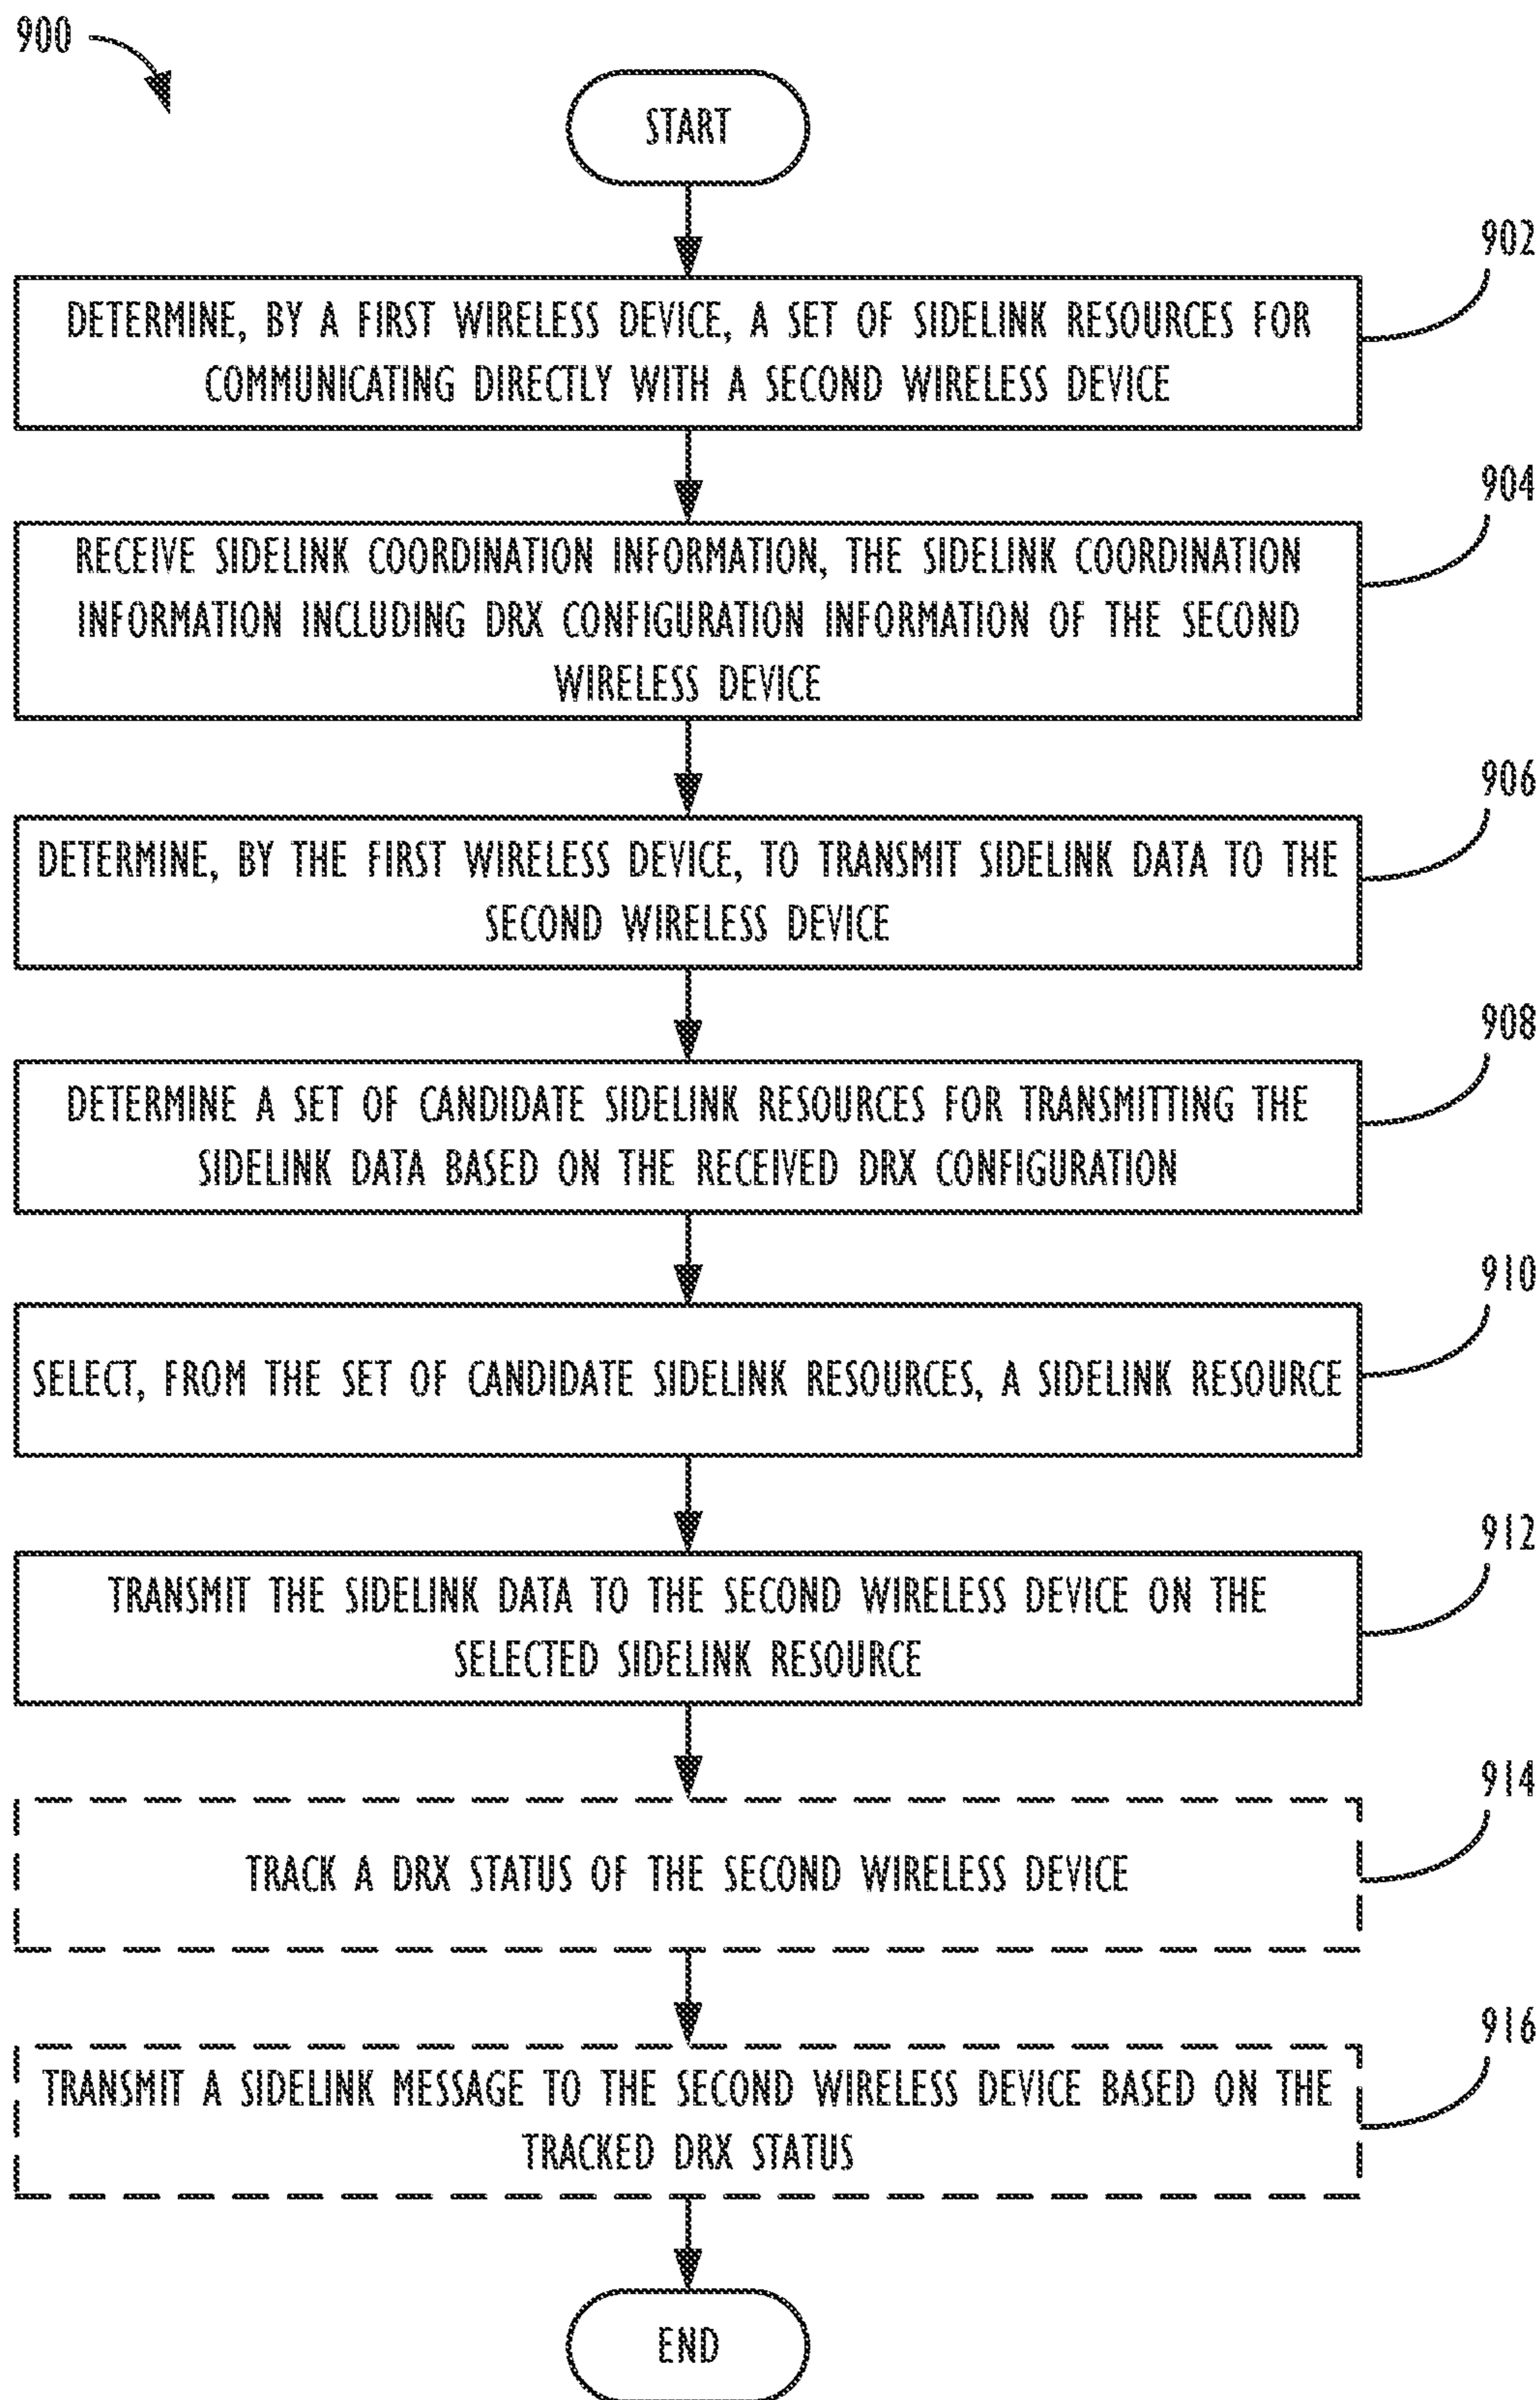 900
START
902
DETERMINE, BY A FIRST WIRELESS DEVICE, A SET OF SIDELINK RESOURCES FOR
COMMUNICATING DIRECTLY WITH A SECOND WIRELESS DEVICE
904
RECEIVE SIDELINK COORDINATION INFORMATION, THE SIDELINK COORDINATION
INFORMATION INCLUDING DRX CONFIGURATION INFORMATION OF THE SECOND
WIRELESS DEVICE
906
DETERMINE, BY THE FIRST WIRELESS DEVICE, TO TRANSMIT SIDELINK DATA TO THE
SECOND WIRELESS DEVICE
908
DETERMINE A SET OF CANDIDATE SIDELINK RESOURCES FOR TRANSMITTING THE
SIDELINK DATA BASED ON THE RECEIVED DRX CONFIGURATION
910
SELECT, FROM THE SET OF CANDIDATE SIDELINK RESOURCES, A SIDELINK RESOURCE
912
TRANSMIT THE SIDELINK DATA TO THE SECOND WIRELESS DEVICE ON THE
SELECTED SIDELINK RESOURCE
914
TRACK A DRX STATUS OF THE SECOND WIRELESS DEVICE
916
TRANSMIT A SIDELINK MESSAGE TO THE SECOND WIRELESS DEVICE BASED ON THE
TRACKED DRX STATUS
END